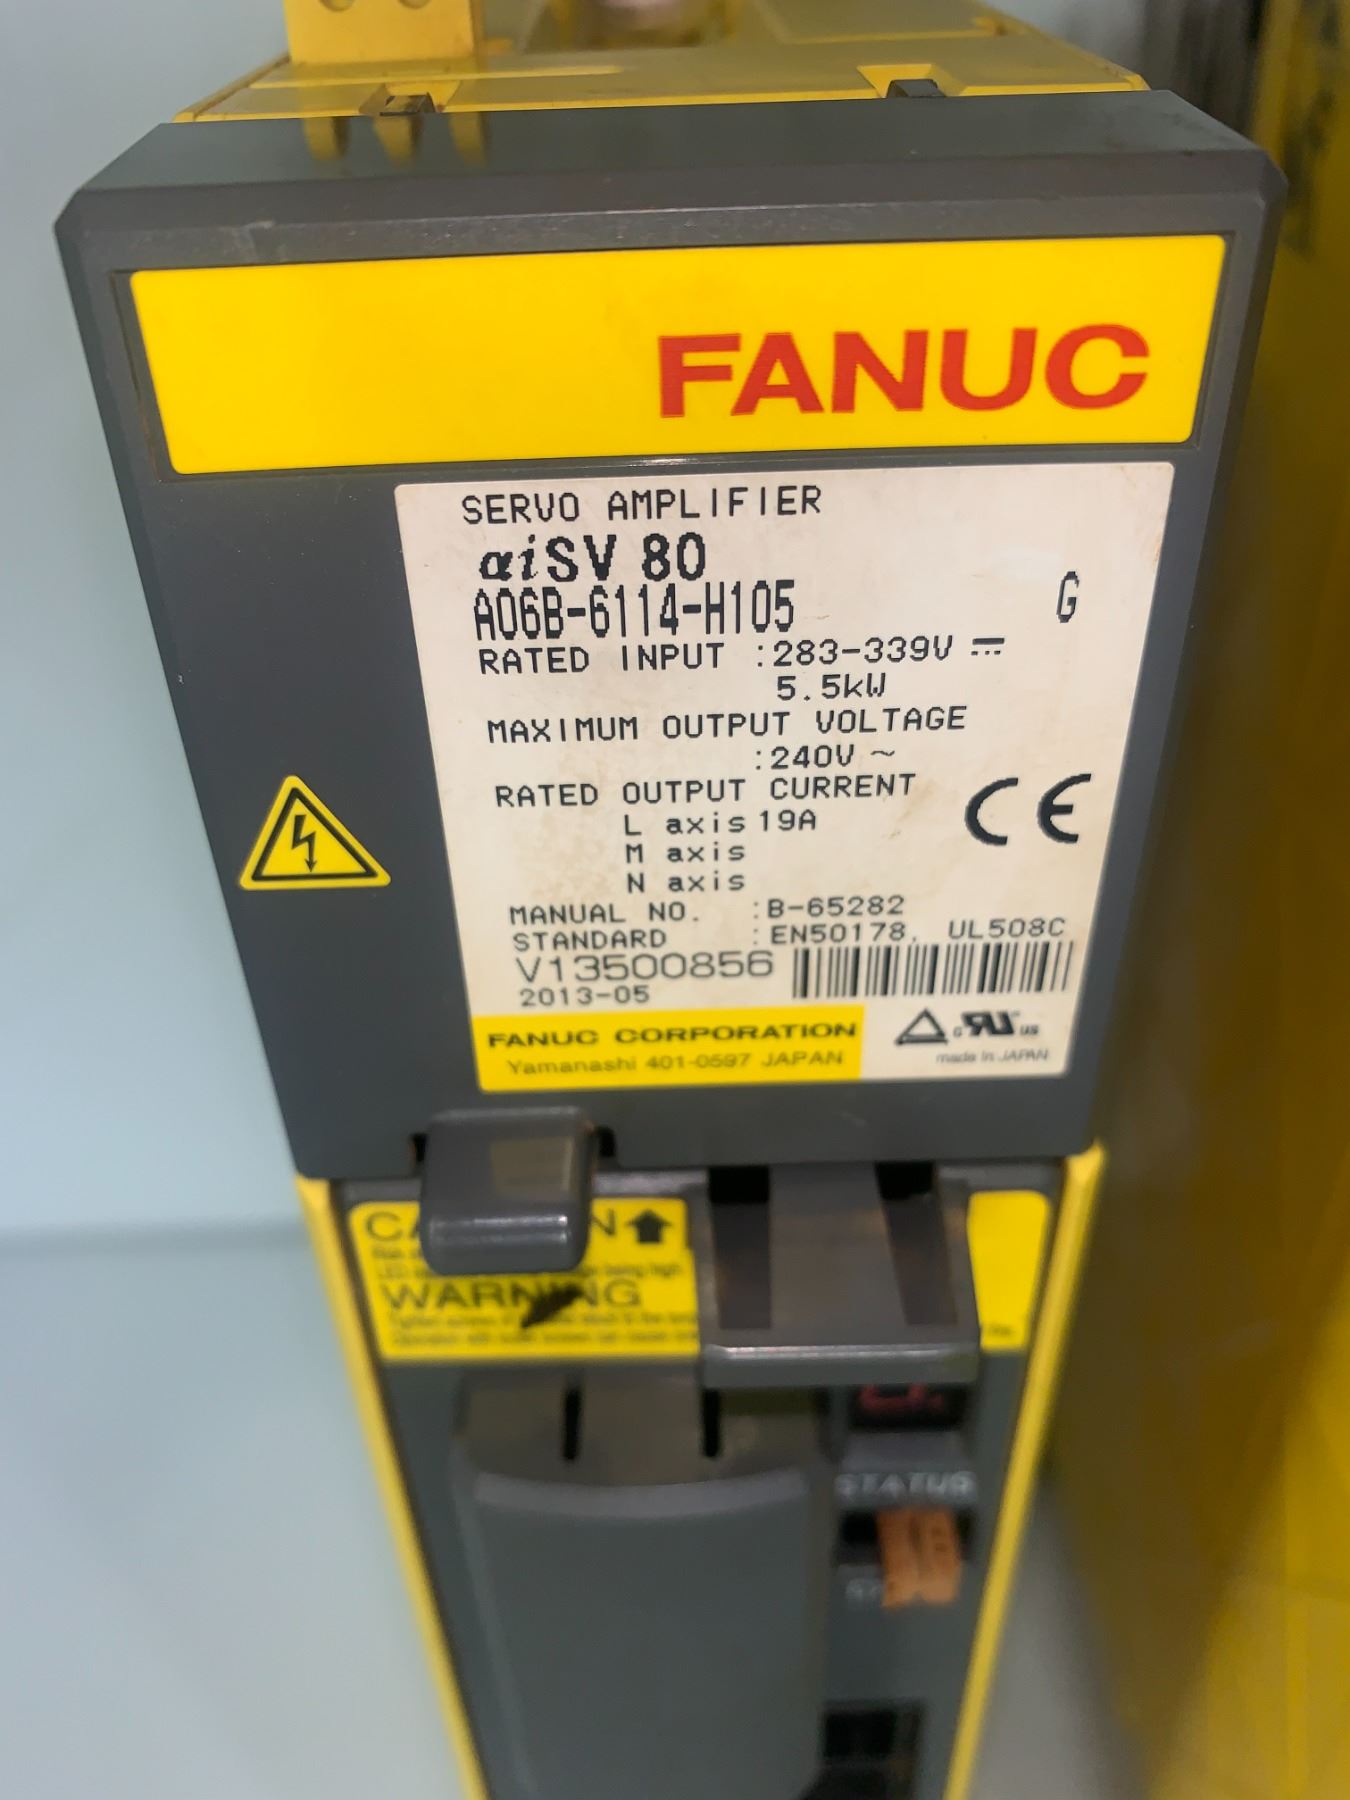 FANUC
SERVO AMPLIFIER
αiSV 80
A06B-6114-H105 G
RATED INPUT :283-339V ⎓
5.5kW
MAXIMUM OUTPUT VOLTAGE
:240V ~
RATED OUTPUT CURRENT
L axis 19A
M axis
N axis
CE
MANUAL NO. :B-65282
STANDARD :EN50178, UL508C
V13500856
2013-05
FANUC CORPORATION
Yamanashi 401-0597 JAPAN
c RU us
made in JAPAN
WARNING
STATUS